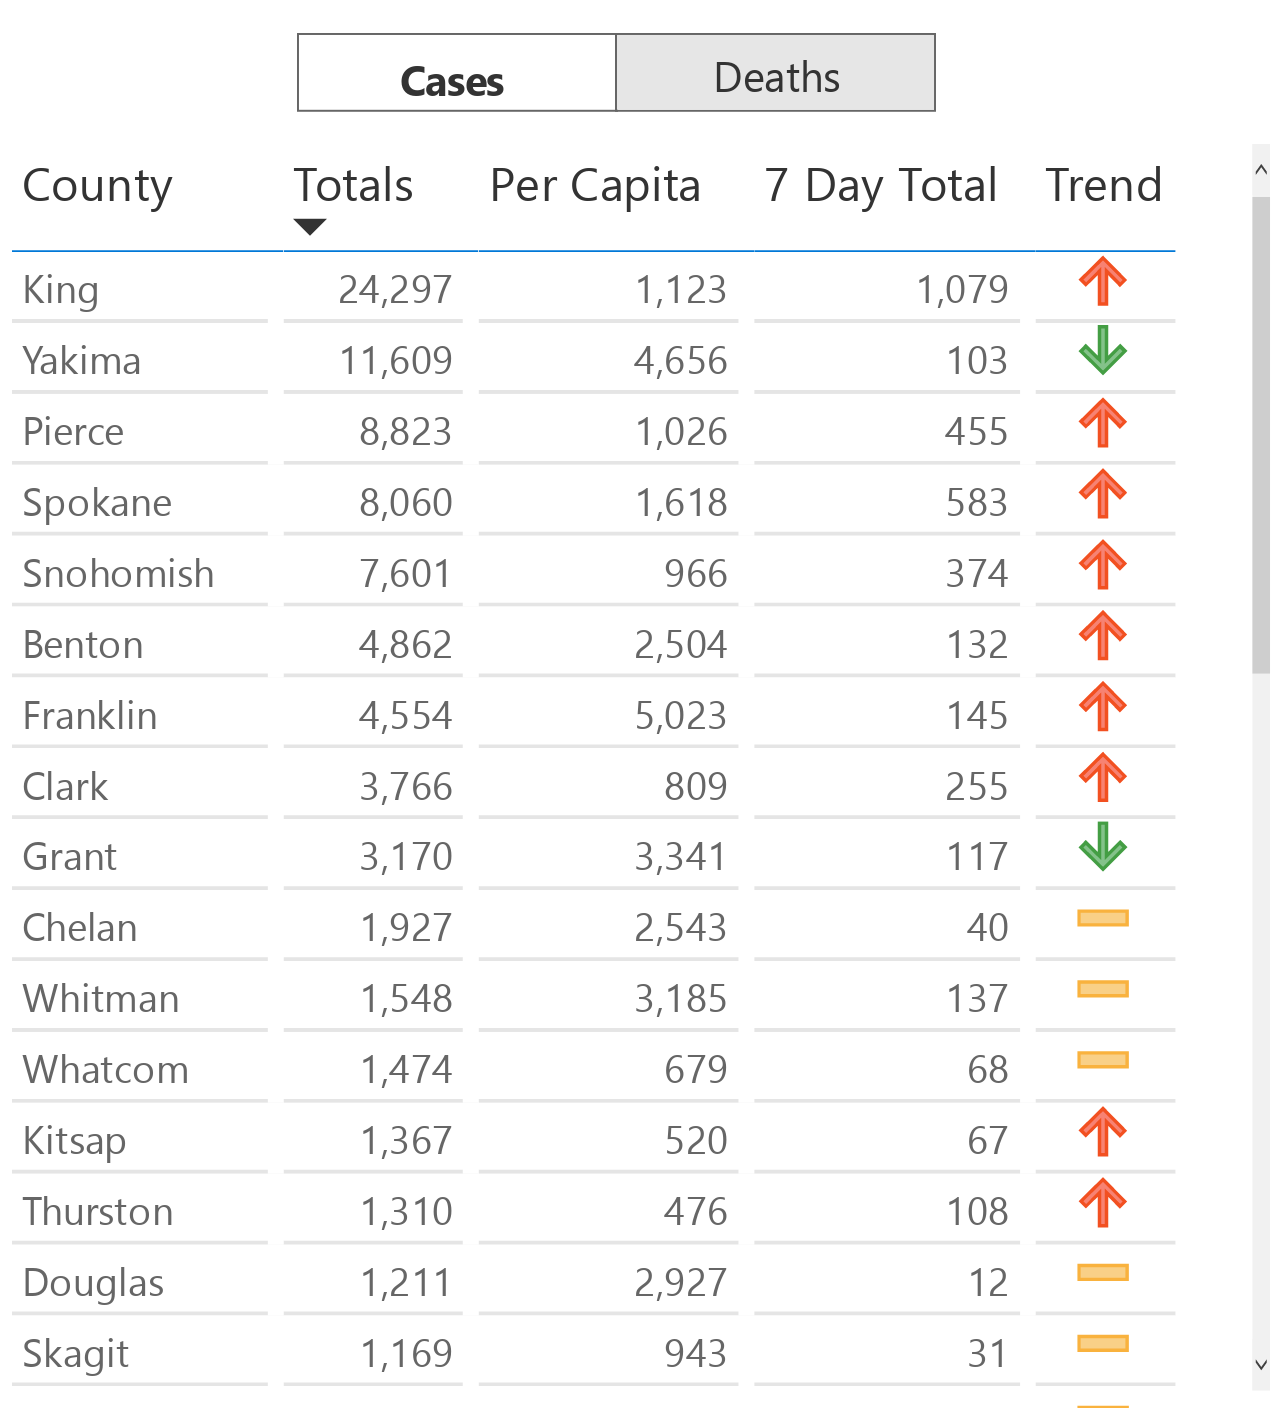 Cases Deaths
County Totals Per Capita 7 Day Total Trend
King 24,297 1,123 1,079
Yakima 11,609 4,656 103
Pierce 8,823 1,026 455
Spokane 8,060 1,618 583
Snohomish 7,601 966 374
Benton 4,862 2,504 132
Franklin 4,554 5,023 145
Clark 3,766 809 255
Grant 3,170 3,341 117
Chelan 1,927 2,543 40
Whitman 1,548 3,185 137
Whatcom 1,474 679 68
Kitsap 1,367 520 67
Thurston 1,310 476 108
Douglas 1,211 2,927 12
Skagit 1,169 943 31